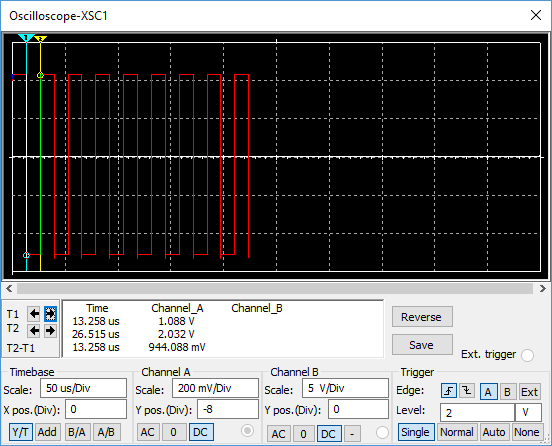 Oscilloscope-XSC1
1 2
T1 Time Channel_A Channel_B
T2 13.258 us 1.088 V
26.515 us 2.032 V
T2-T1 13.258 us 944.088 mV
Reverse
Save
Ext. trigger
Timebase Channel A Channel B Trigger
Scale: 50 us/Div Scale: 200 mV/Div Scale: 5 V/Div Edge: A B Ext
X pos.(Div): 0 Y pos.(Div): -8 Y pos.(Div): 0 Level: 2 V
Y/T Add B/A A/B AC 0 DC AC 0 DC - Single Normal Auto None